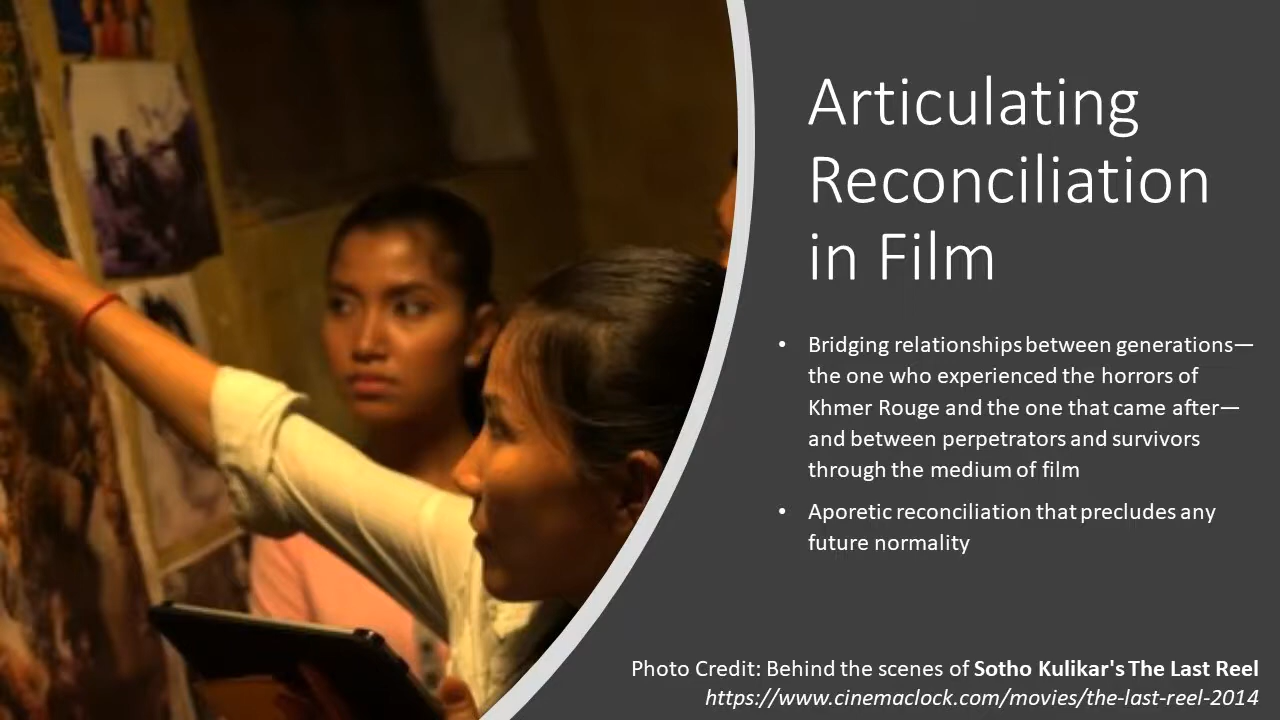 Articulating
Reconciliation
in Film
• Bridging relationships between generations—
the one who experienced the horrors of
Khmer Rouge and the one that came after—
and between perpetrators and survivors
through the medium of film
• Aporetic reconciliation that precludes any
future normality
Photo Credit: Behind the scenes of Sotho Kulikar's The Last Reel
https://www.cinemaclock.com/movies/the-last-reel-2014